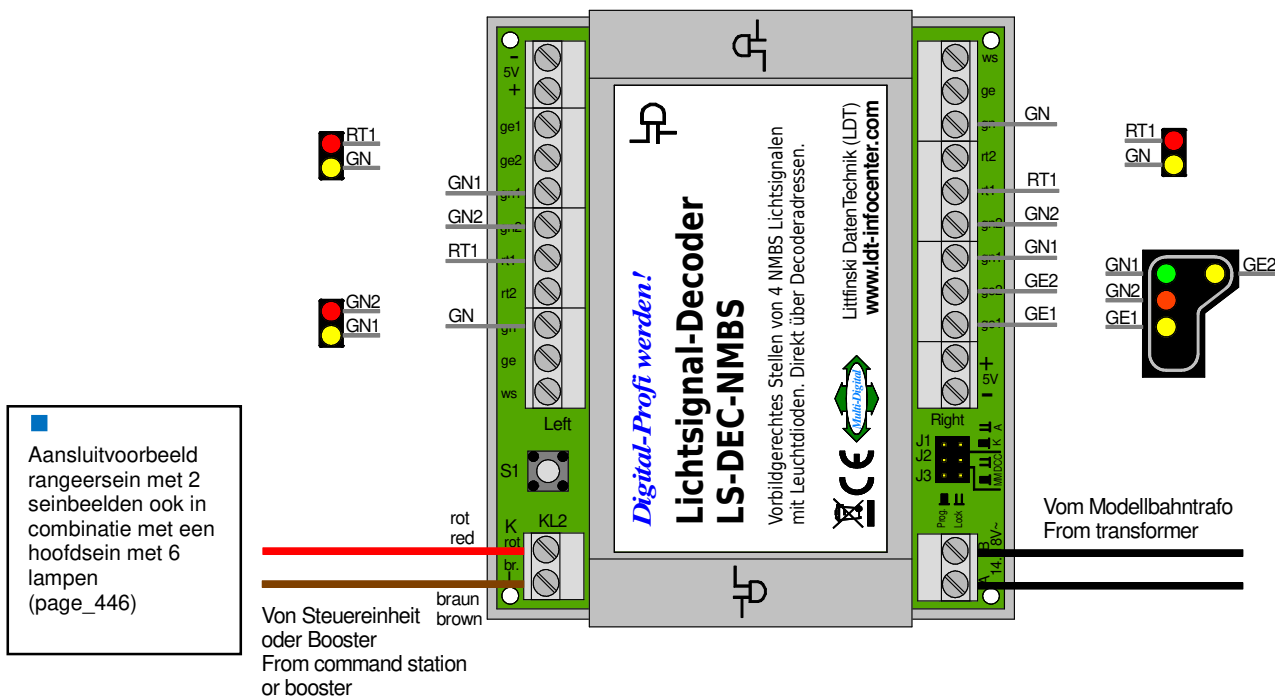 -
5V
+
ge1
ge2
gn1
gn2
rt1
rt2
gn
ge
ws
Left
S1
K
KL2
rot
br.
RT1
GN
GN1
GN2
RT1
GN2
GN1
GN
Aansluitvoorbeeld
rangeersein met 2
seinbeelden ook in
combinatie met een
hoofdsein met 6
lampen
(page_446)
rot
red
braun
brown
Von Steuereinheit
oder Booster
From command station
or booster
Digital-Profi werden!
Lichtsignal-Decoder
LS-DEC-NMBS
Vorbildgerechtes Stellen von 4 NMBS Lichtsignalen
mit Leuchtdioden. Direkt über Decoderadressen.
Littfinski DatenTechnik (LDT)
www.ldt-infocenter.com
Multi-Digital
CE
ws
ge
gn
rt2
rt1
gn2
gn1
ge2
ge1
+
5V
-
Right
J1
J2
J3
A
K
DCC
MM
Prog.
Lock
B
A
GN
RT1
GN2
GN1
GE2
GE1
RT1
GN
GN1
GN2
GE1
GE2
Vom Modellbahntrafo
From transformer